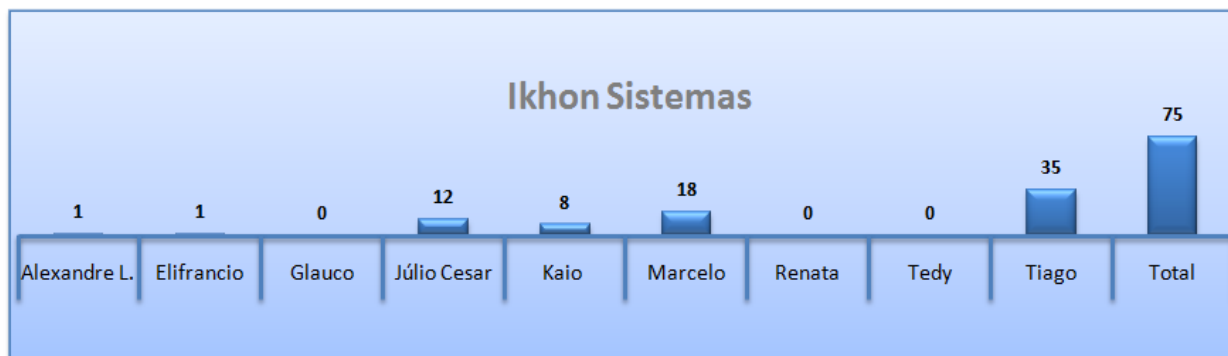 Ikhon Sistemas
1 1 0 12 8 18 0 0 35 75
Alexandre L. Elifrancio Glauco Júlio Cesar Kaio Marcelo Renata Tedy Tiago Total